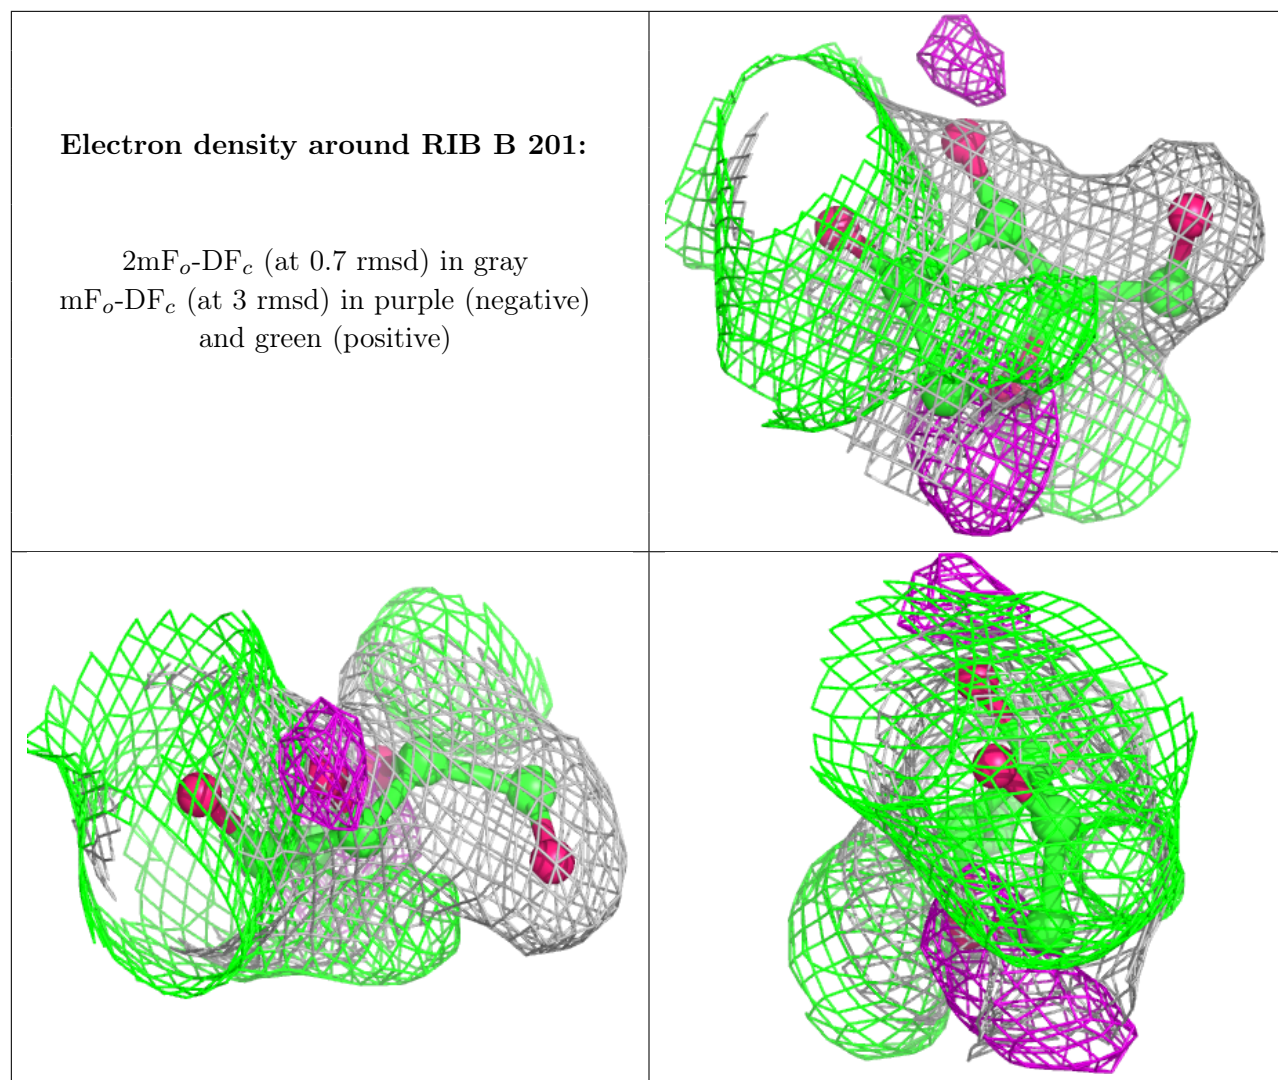 Electron density around RIB B 201:
2mFo-DFc (at 0.7 rmsd) in gray
mFo-DFc (at 3 rmsd) in purple (negative)
and green (positive)